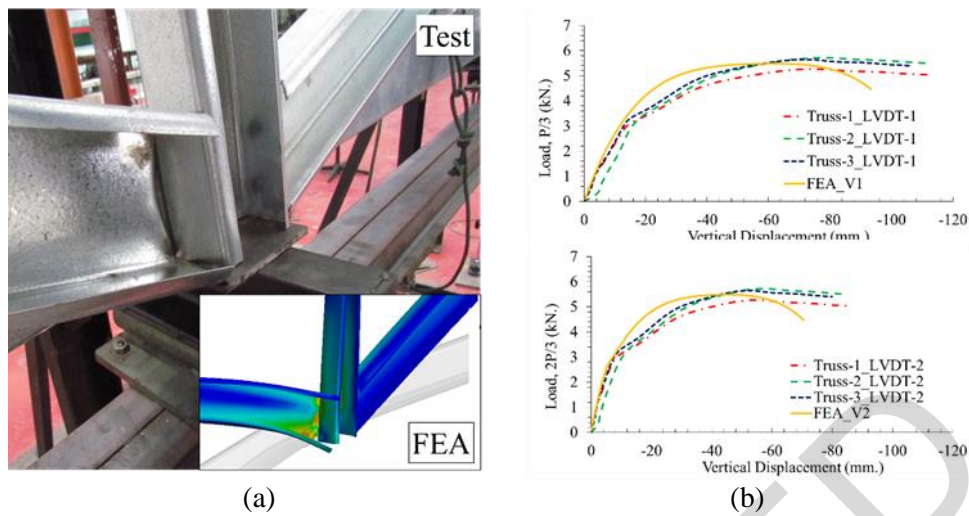 Test
FEA
(a)
7
6
5
4
3
2
1
0
Load, P/3 (kN.)
Truss-1_LVDT-1
Truss-2_LVDT-1
Truss-3_LVDT-1
FEA_V1
0 -20 -40 -60 -80 -100 -120
Vertical Displacement (mm.)
7
6
5
4
3
2
1
0
Load, 2P/3 (kN.)
Truss-1_LVDT-2
Truss-2_LVDT-2
Truss-3_LVDT-2
FEA_V2
0 -20 -40 -60 -80 -100 -120
Vertical Displacement (mm.)
(b)